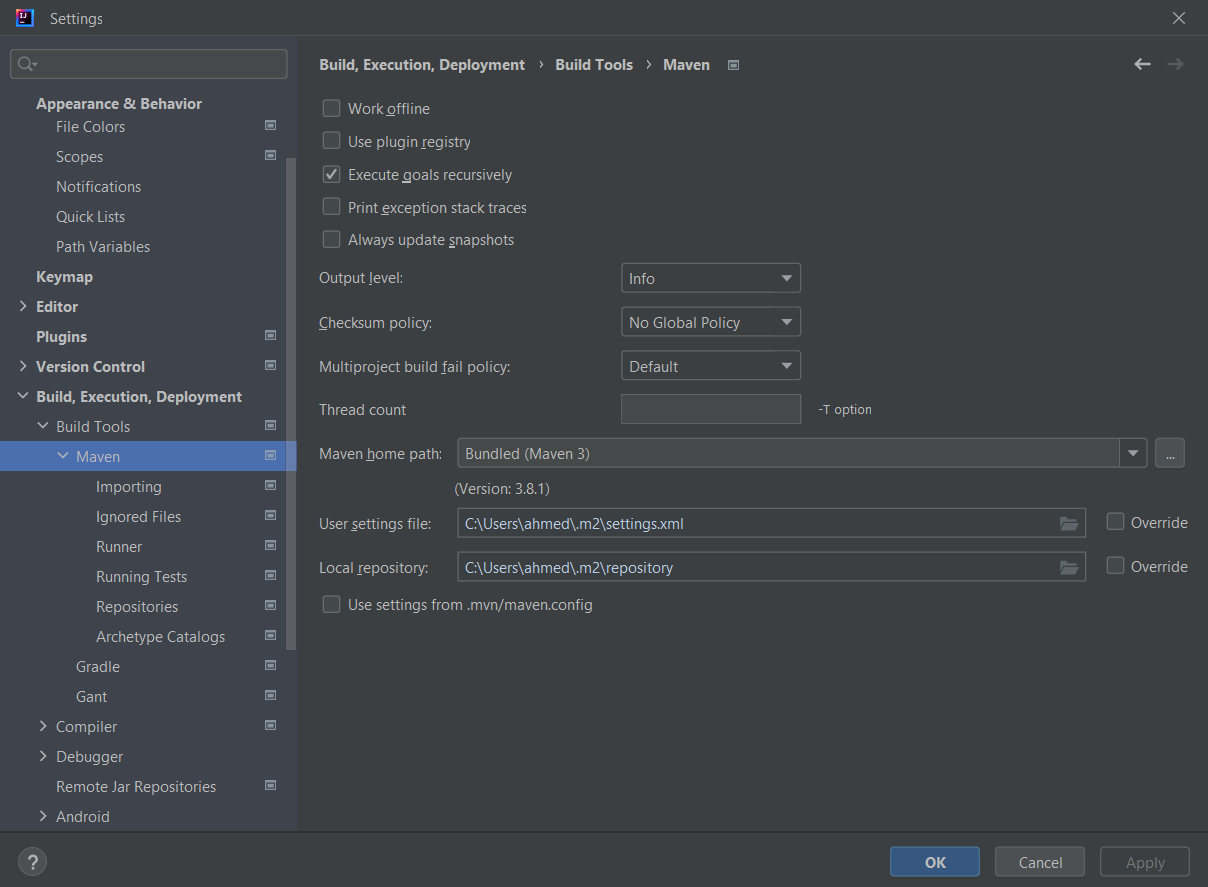 Settings
Appearance & Behavior
File Colors
Scopes
Notifications
Quick Lists
Path Variables
Keymap
Editor
Plugins
Version Control
Build, Execution, Deployment
Build Tools
Maven
Importing
Ignored Files
Runner
Running Tests
Repositories
Archetype Catalogs
Gradle
Gant
Compiler
Debugger
Remote Jar Repositories
Android
Build, Execution, Deployment › Build Tools › Maven
Work offline
Use plugin registry
Execute goals recursively
Print exception stack traces
Always update snapshots
Output level: Info
Checksum policy: No Global Policy
Multiproject build fail policy: Default
Thread count -T option
Maven home path: Bundled (Maven 3) ...
(Version: 3.8.1)
User settings file: C:\Users\ahmed\.m2\settings.xml Override
Local repository: C:\Users\ahmed\.m2\repository Override
Use settings from .mvn/maven.config
? OK Cancel Apply